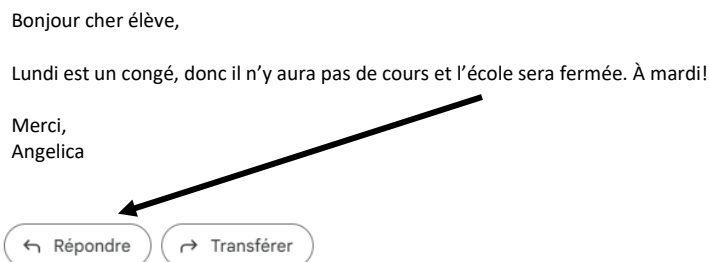 Bonjour cher élève,
Lundi est un congé, donc il n’y aura pas de cours et l’école sera fermée. À mardi!
Merci,
Angelica
Répondre Transférer